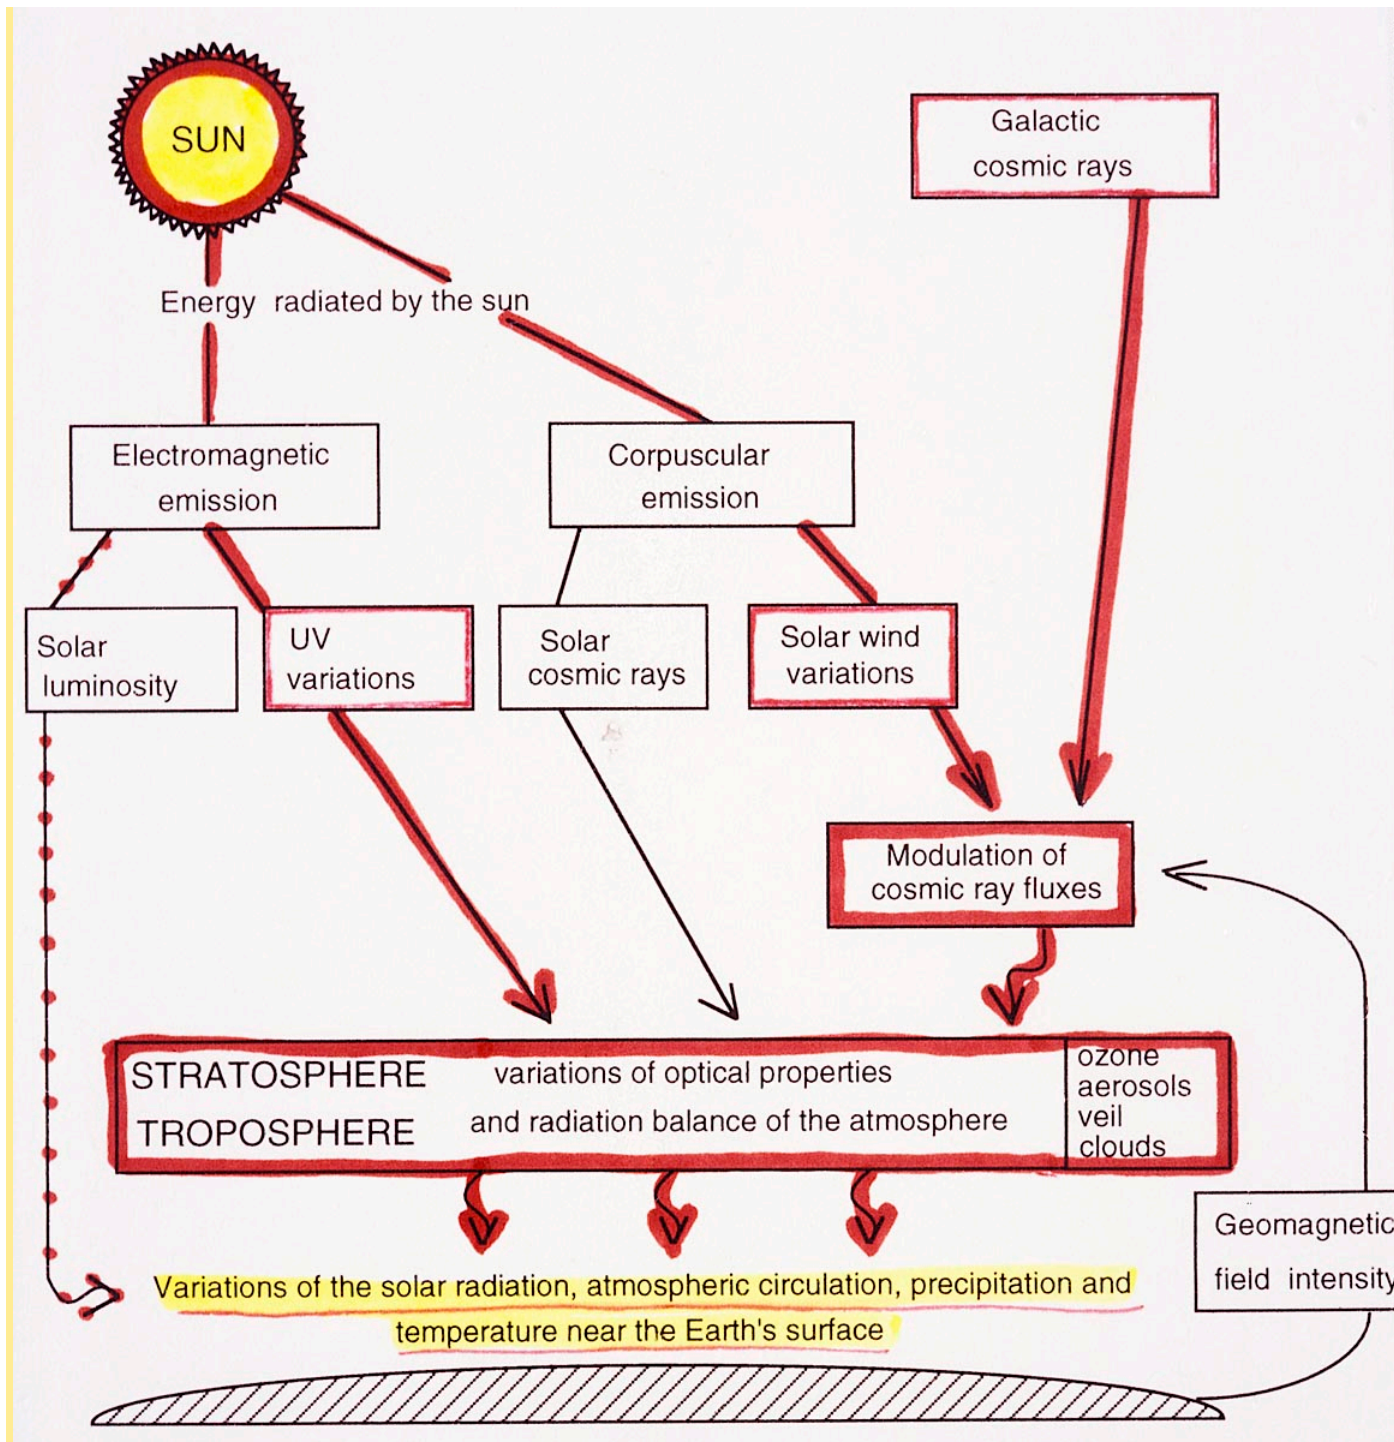 SUN
Galactic
cosmic rays
Energy radiated by the sun
Electromagnetic
emission
Corpuscular
emission
Solar
luminosity
UV
variations
Solar
cosmic rays
Solar wind
variations
Modulation of
cosmic ray fluxes
STRATOSPHERE
TROPOSPHERE
variations of optical properties
and radiation balance of the atmosphere
ozone
aerosols
veil
clouds
Geomagnetic
field intensity
Variations of the solar radiation, atmospheric circulation, precipitation and
temperature near the Earth's surface